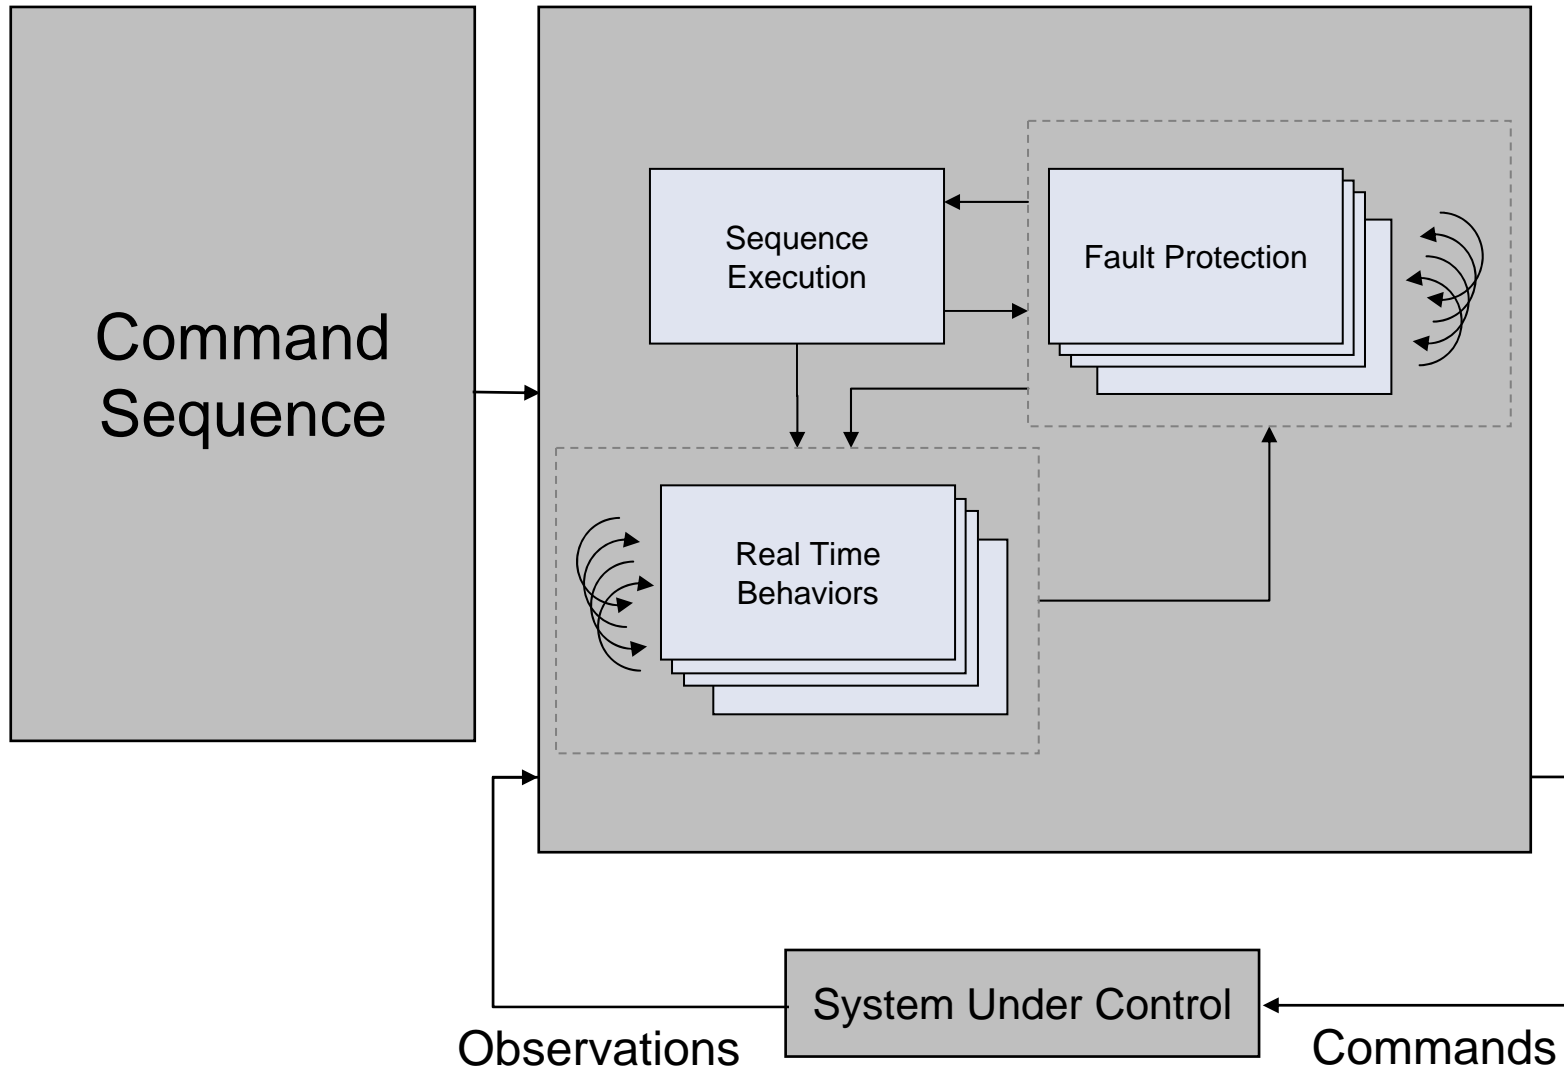 Command
Sequence
Sequence
Execution
Fault Protection
Real Time
Behaviors
System Under Control
Observations
Commands